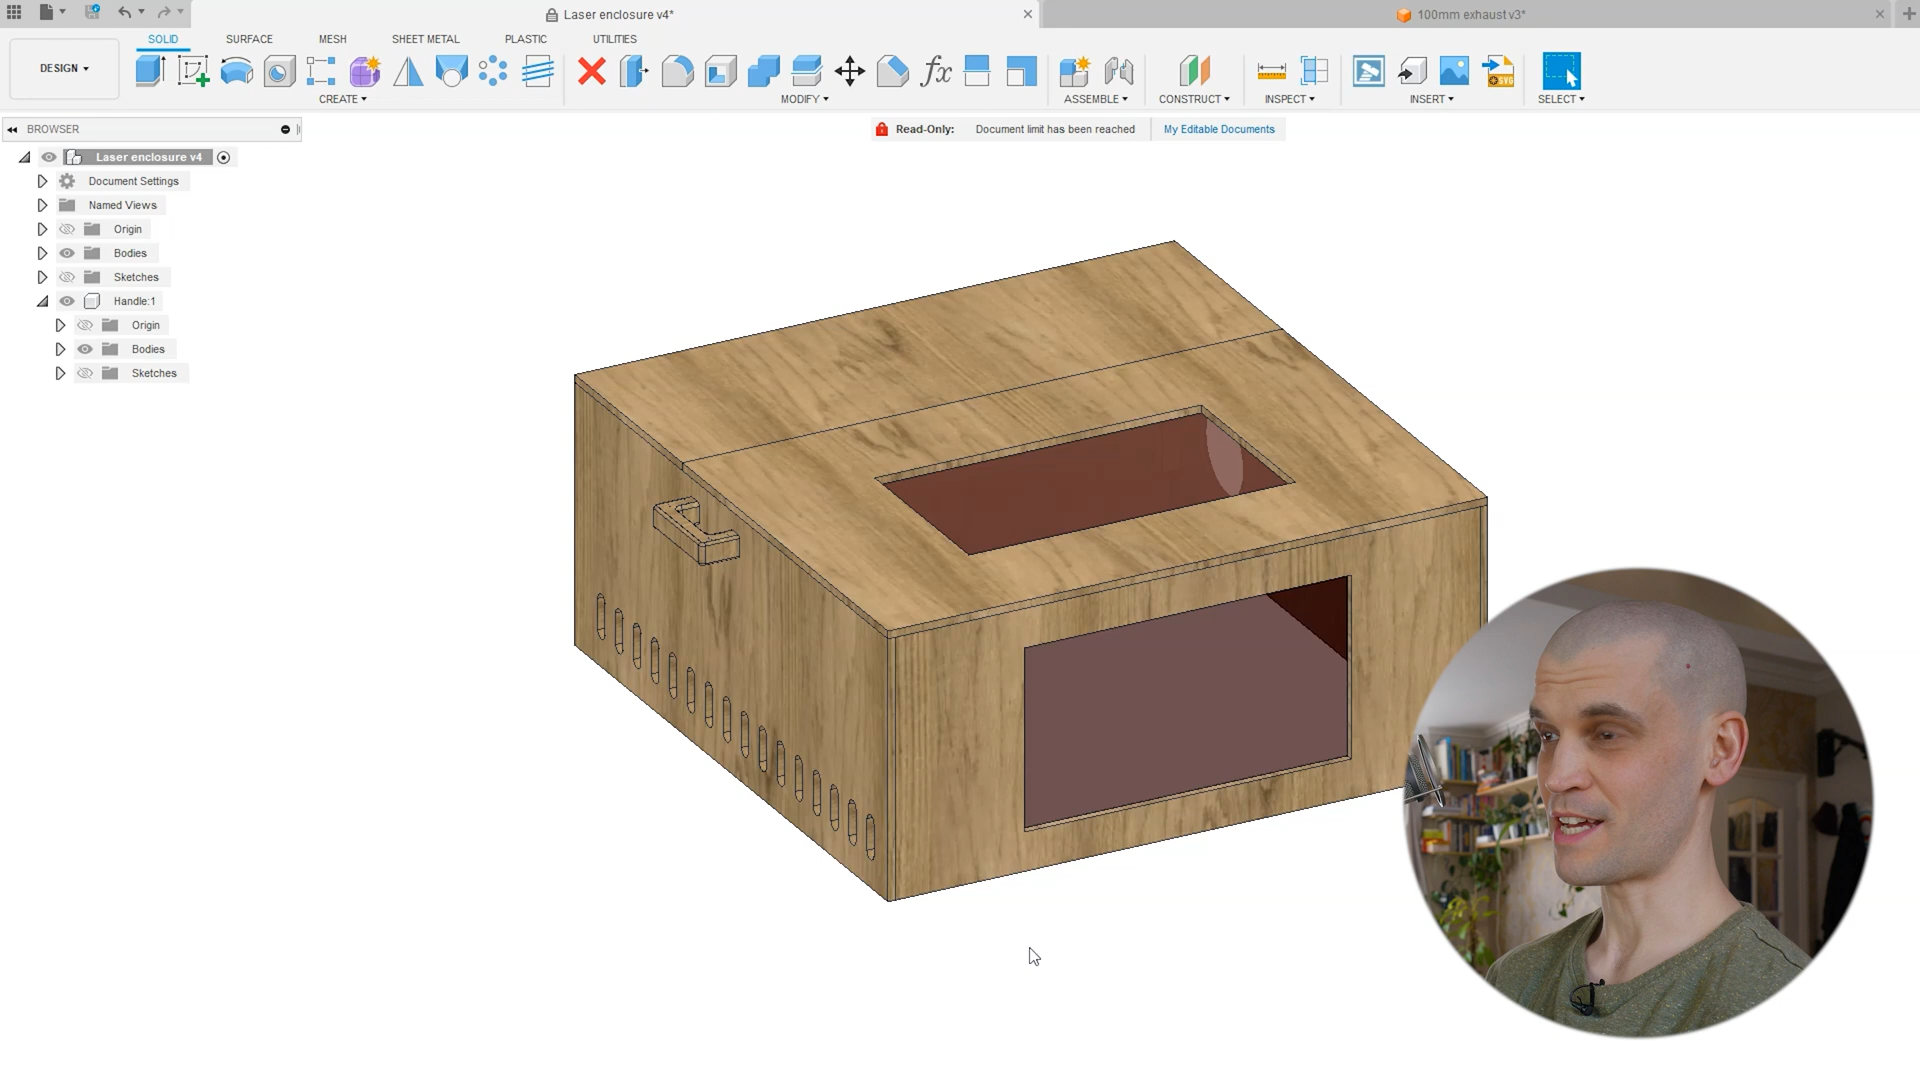 Laser enclosure v4*
100mm exhaust v3*
SOLID SURFACE MESH SHEET METAL PLASTIC UTILITIES
DESIGN
fx
SVG
CREATE MODIFY ASSEMBLE CONSTRUCT INSPECT INSERT SELECT
BROWSER
Read-Only: Document limit has been reached My Editable Documents
Laser enclosure v4
Document Settings
Named Views
Origin
Bodies
Sketches
Handle:1
Origin
Bodies
Sketches